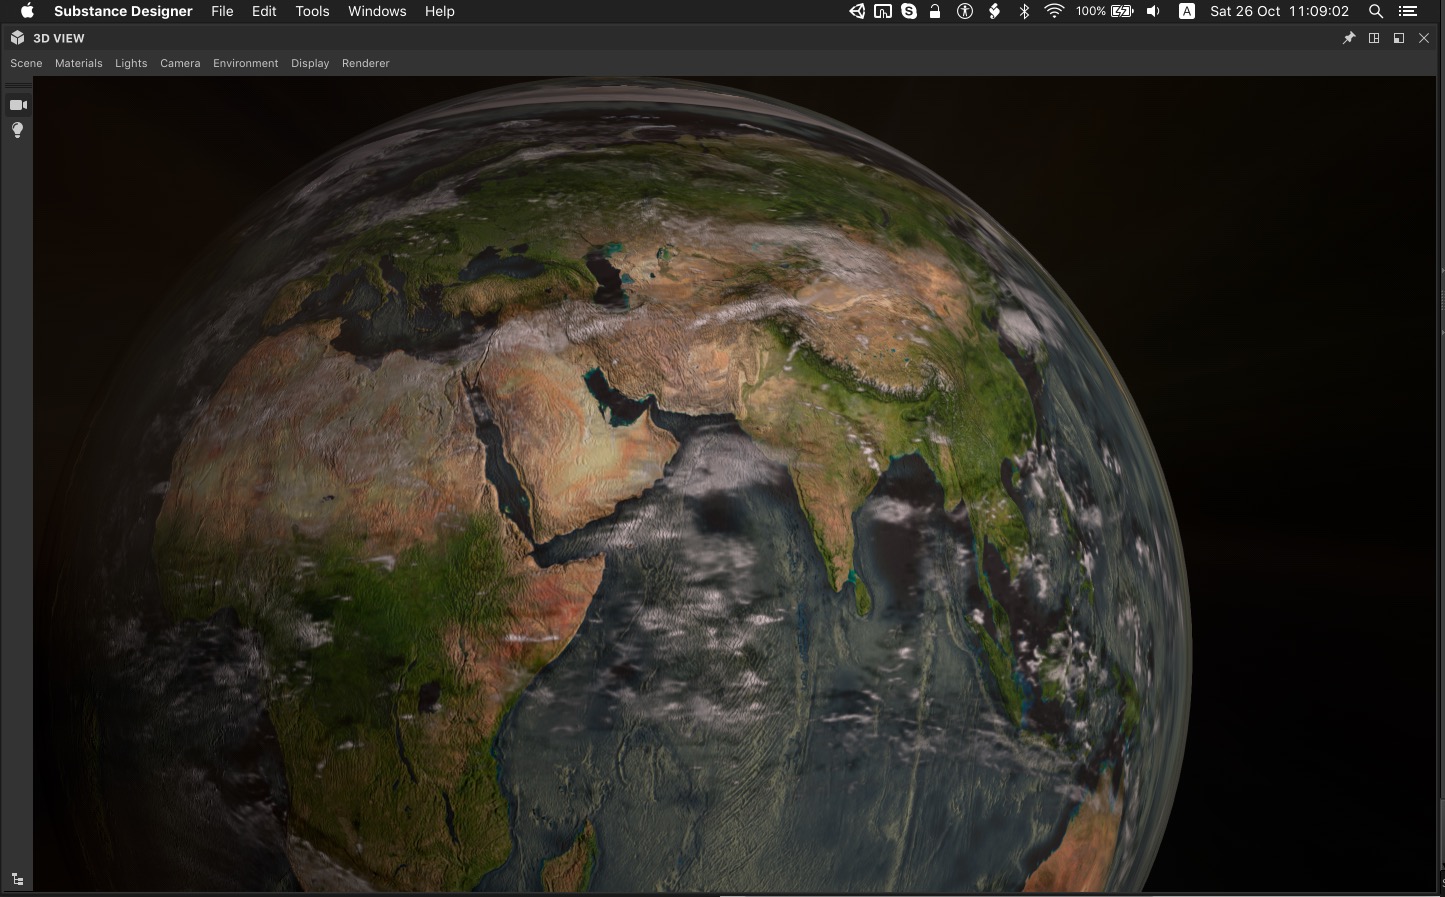 Substance Designer File Edit Tools Windows Help 100% A Sat 26 Oct 11:09:02
3D VIEW
Scene Materials Lights Camera Environment Display Renderer